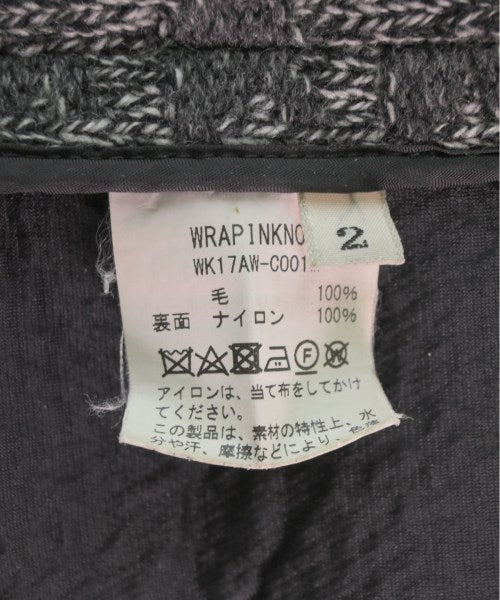 WRAPINKNO
2
WK17AW-C001
毛 100%
裏面 ナイロン 100%
アイロンは、当て布をしてかけ
てください。
この製品は、素材の特性上、水
分や汗、摩擦などにより、